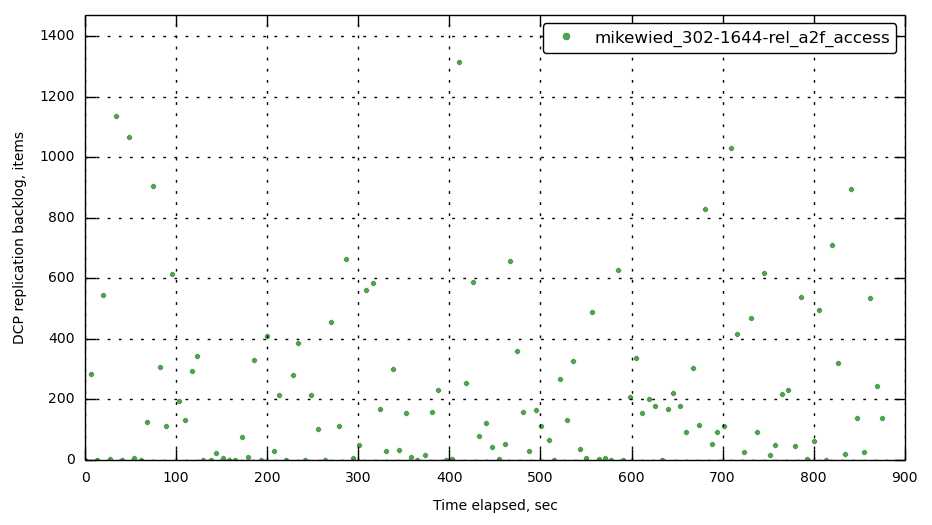 1400
1200
1000
800
600
400
200
0
DCP replication backlog, items
mikewied_302-1644-rel_a2f_access
0 100 200 300 400 500 600 700 800 900
Time elapsed, sec